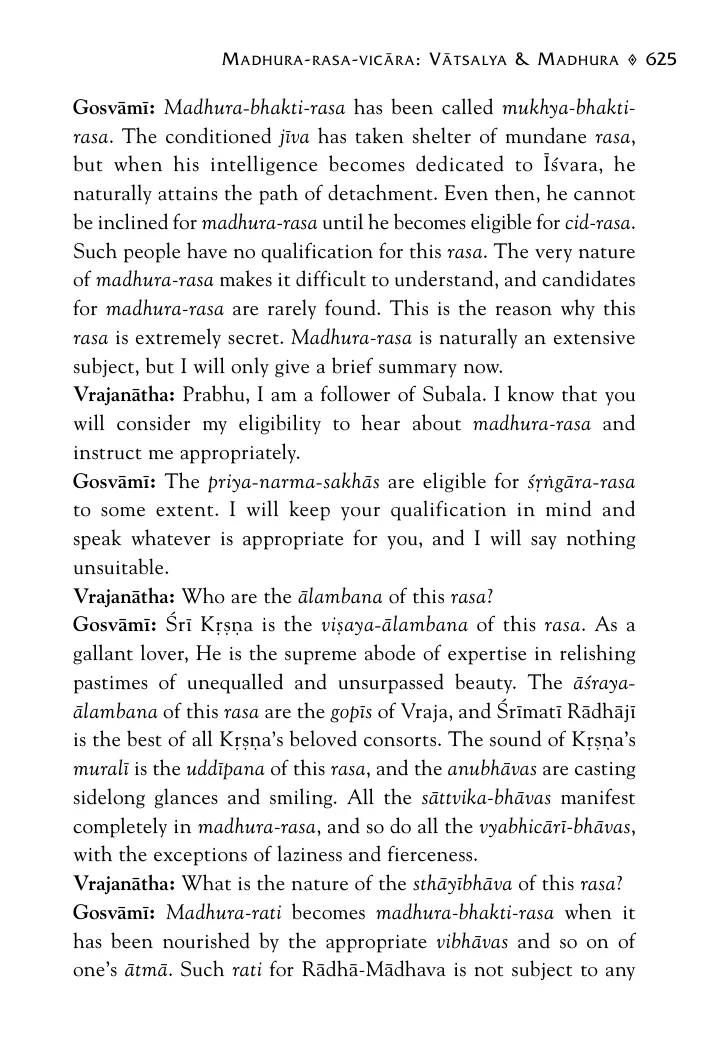 Madhura-rasa-vicāra: Vātsalya & Madhura ◈ 625
Gosvāmī: Madhura-bhakti-rasa has been called mukhya-bhakti-
rasa. The conditioned jīva has taken shelter of mundane rasa,
but when his intelligence becomes dedicated to Īśvara, he
naturally attains the path of detachment. Even then, he cannot
be inclined for madhura-rasa until he becomes eligible for cid-rasa.
Such people have no qualification for this rasa. The very nature
of madhura-rasa makes it difficult to understand, and candidates
for madhura-rasa are rarely found. This is the reason why this
rasa is extremely secret. Madhura-rasa is naturally an extensive
subject, but I will only give a brief summary now.
Vrajanātha: Prabhu, I am a follower of Subala. I know that you
will consider my eligibility to hear about madhura-rasa and
instruct me appropriately.
Gosvāmī: The priya-narma-sakhās are eligible for śṛṅgāra-rasa
to some extent. I will keep your qualification in mind and
speak whatever is appropriate for you, and I will say nothing
unsuitable.
Vrajanātha: Who are the ālambana of this rasa?
Gosvāmī: Śrī Kṛṣṇa is the viṣaya-ālambana of this rasa. As a
gallant lover, He is the supreme abode of expertise in relishing
pastimes of unequalled and unsurpassed beauty. The āśraya-
ālambana of this rasa are the gopīs of Vraja, and Śrīmatī Rādhājī
is the best of all Kṛṣṇa's beloved consorts. The sound of Kṛṣṇa's
muralī is the uddīpana of this rasa, and the anubhāvas are casting
sidelong glances and smiling. All the sāttvika-bhāvas manifest
completely in madhura-rasa, and so do all the vyabhicārī-bhāvas,
with the exceptions of laziness and fierceness.
Vrajanātha: What is the nature of the sthāyībhāva of this rasa?
Gosvāmī: Madhura-rati becomes madhura-bhakti-rasa when it
has been nourished by the appropriate vibhāvas and so on of
one's ātmā. Such rati for Rādhā-Mādhava is not subject to any